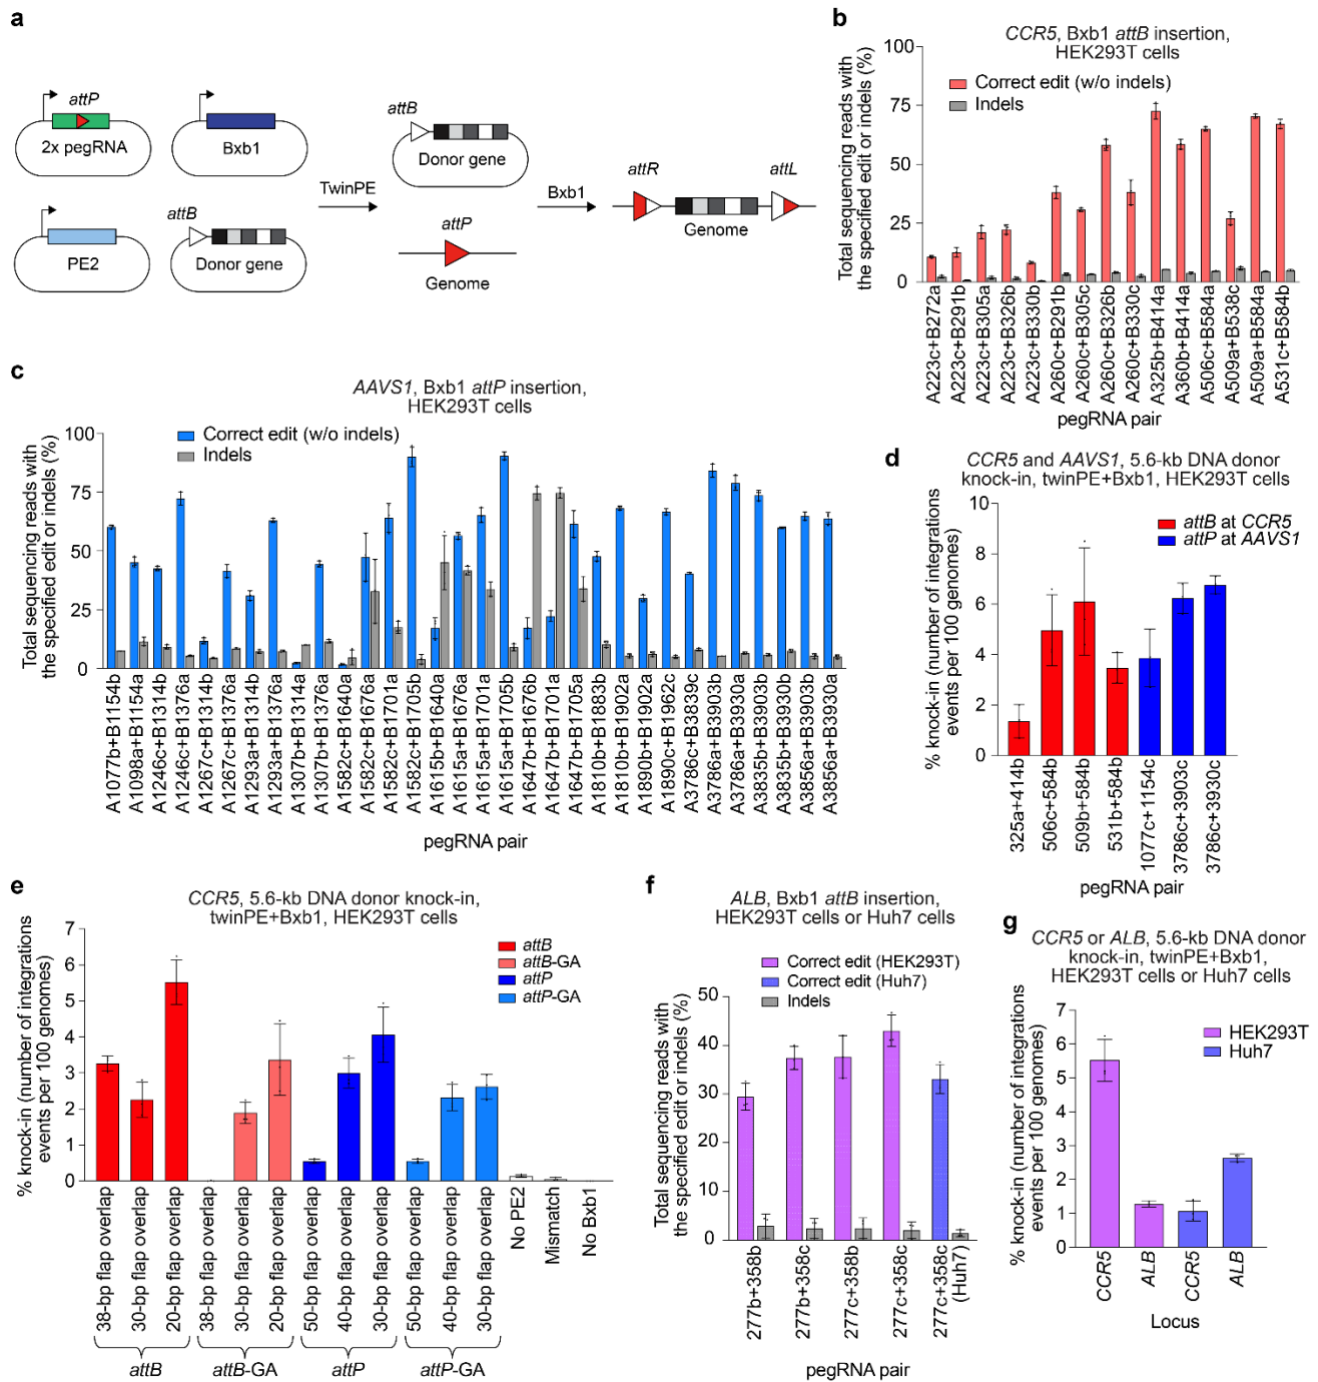 a
attP
2x pegRNA
Bxb1
attB
PE2
Donor gene
TwinPE
attB
Donor gene
attP
Genome
Bxb1
attR
attL
Genome
b
CCR5, Bxb1 attB insertion,
HEK293T cells
Total sequencing reads with
the specified edit or indels (%)
100
75
50
25
0
Correct edit (w/o indels)
Indels
A223c+B272a
A223c+B291b
A223c+B305a
A223c+B326b
A223c+B330b
A260c+B291b
A260c+B305c
A260c+B326b
A260c+B330c
A325b+B414a
A360b+B414a
A506c+B584a
A509a+B538c
A509a+B584a
A531c+B584b
pegRNA pair
c
AAVS1, Bxb1 attP insertion,
HEK293T cells
Total sequencing reads with
the specified edit or indels (%)
100
75
50
25
0
Correct edit (w/o indels)
Indels
A1077b+B1154b
A1098a+B1154a
A1246c+B1314b
A1246c+B1376a
A1267c+B1314b
A1267c+B1376a
A1293a+B1314b
A1293a+B1376a
A1307b+B1314a
A1307b+B1376a
A1582c+B1640a
A1582c+B1676a
A1582c+B1701a
A1582c+B1705b
A1615b+B1640a
A1615a+B1676a
A1615a+B1701a
A1615a+B1705b
A1647b+B1676b
A1647b+B1701a
A1647b+B1705a
A1810b+B1883b
A1810b+B1902a
A1890b+B1902a
A1890c+B1962c
A3786c+B3839c
A3786a+B3903b
A3786a+B3930a
A3835b+B3903b
A3835b+B3930b
A3856a+B3903b
A3856a+B3930a
pegRNA pair
d
CCR5 and AAVS1, 5.6-kb DNA donor
knock-in, twinPE+Bxb1, HEK293T cells
% knock-in (number of integrations
events per 100 genomes)
10
8
6
4
2
0
attB at CCR5
attP at AAVS1
325a+414b
506c+584b
509b+584b
531b+584b
1077c+1154c
3786c+3903c
3786c+3930c
pegRNA pair
e
CCR5, 5.6-kb DNA donor knock-in,
twinPE+Bxb1, HEK293T cells
% knock-in (number of integrations
events per 100 genomes)
7
6
5
4
3
2
1
0
attB
attB-GA
attP
attP-GA
38-bp flap overlap
30-bp flap overlap
20-bp flap overlap
38-bp flap overlap
30-bp flap overlap
20-bp flap overlap
50-bp flap overlap
40-bp flap overlap
30-bp flap overlap
50-bp flap overlap
40-bp flap overlap
30-bp flap overlap
No PE2
Mismatch
No Bxb1
attB
attB-GA
attP
attP-GA
f
ALB, Bxb1 attB insertion,
HEK293T cells or Huh7 cells
Total sequencing reads with
the specified edit or indels (%)
50
40
30
20
10
0
Correct edit (HEK293T)
Correct edit (Huh7)
Indels
277b+358b
277b+358c
277c+358b
277c+358c
277c+358c
(Huh7)
pegRNA pair
g
CCR5 or ALB, 5.6-kb DNA donor
knock-in, twinPE+Bxb1,
HEK293T cells or Huh7 cells
% knock-in (number of integrations
events per 100 genomes)
7
6
5
4
3
2
1
0
HEK293T
Huh7
CCR5
ALB
CCR5
ALB
Locus